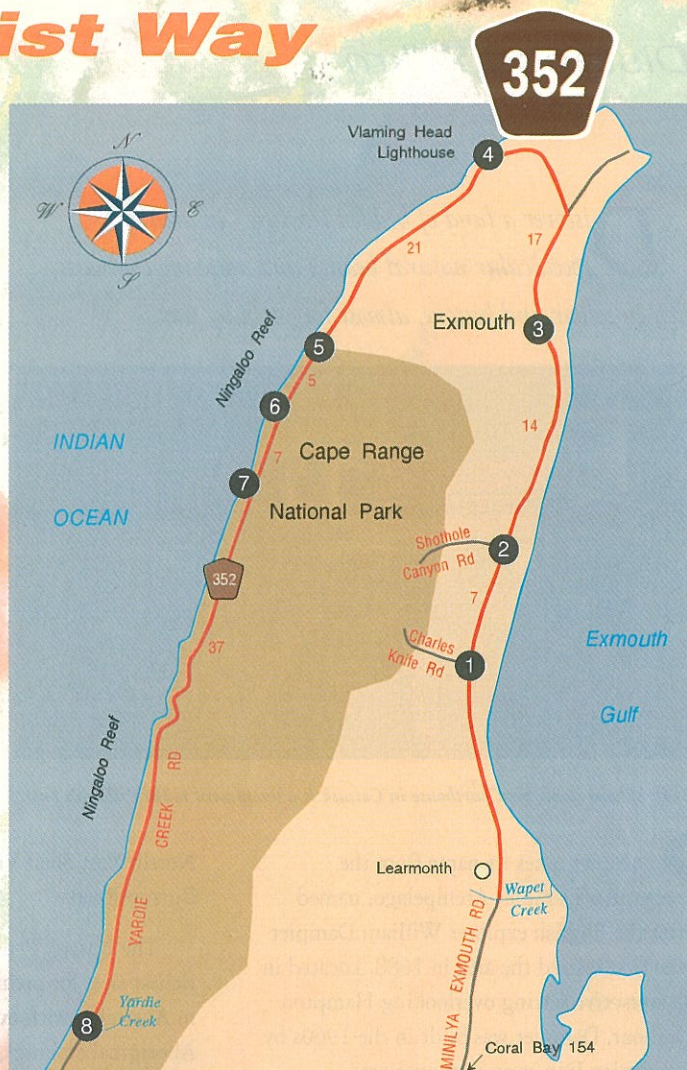 ist Way
352
N
W
E
S
Vlaming Head
Lighthouse
4
21
17
Ningaloo Reef
5
Exmouth
3
5
6
14
INDIAN
OCEAN
7
7
Cape Range
National Park
Shothole
Canyon Rd
2
352
7
37
Charles
Knife Rd
1
Exmouth
Gulf
Ningaloo Reef
YARDIE CREEK RD
Learmonth
Wapet
Creek
MINILYA EXMOUTH RD
Yardie
Creek
8
Coral Bay 154